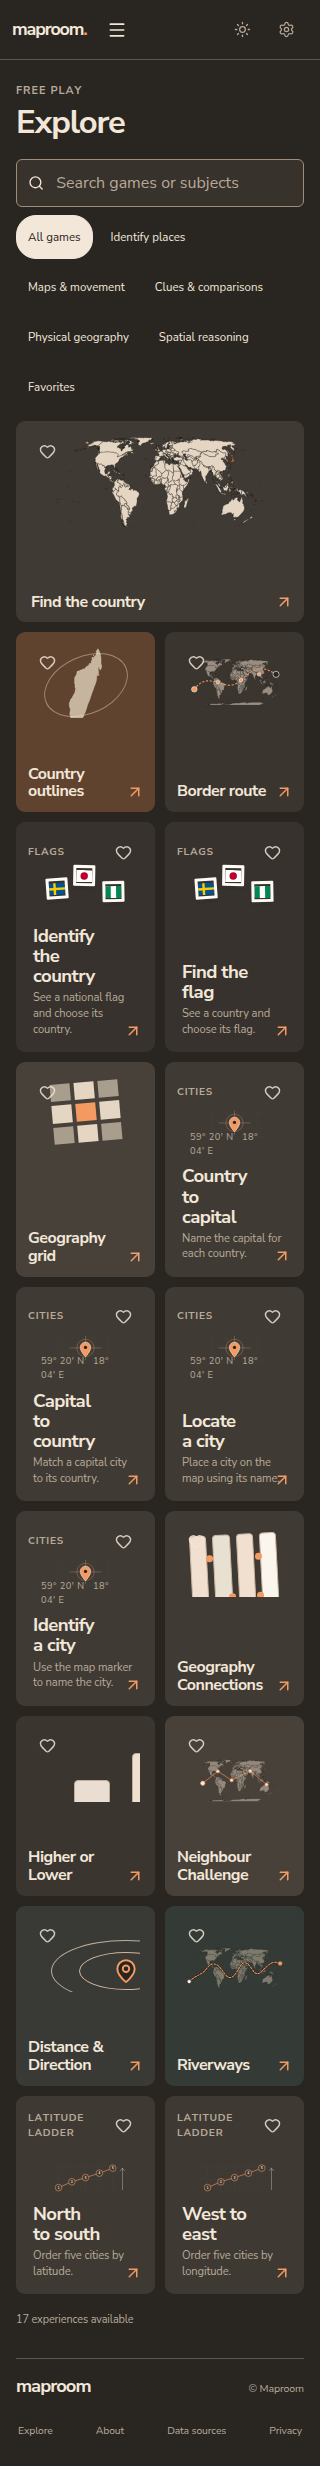 maproom.
FREE PLAY
Explore
Search games or subjects
All games
Identify places
Maps & movement
Clues & comparisons
Physical geography
Spatial reasoning
Favorites
Find the country
Country
outlines
Border route
FLAGS
Identify
the
country
See a national flag
and choose its
country.
FLAGS
Find the
flag
See a country and
choose its flag.
Geography
grid
CITIES
59° 20' N 18°
04' E
Country
to
capital
Name the capital for
each country.
CITIES
59° 20' N 18°
04' E
Capital
to
country
Match a capital city
to its country.
CITIES
59° 20' N 18°
04' E
Locate
a city
Place a city on the
map using its name
CITIES
59° 20' N 18°
04' E
Identify
a city
Use the map marker
to name the city.
Geography
Connections
Higher or
Lower
Neighbour
Challenge
Distance &
Direction
Riverways
LATITUDE
LADDER
North
to south
Order five cities by
latitude.
LATITUDE
LADDER
West to
east
Order five cities by
longitude.
17 experiences available
maproom
© Maproom
Explore
About
Data sources
Privacy